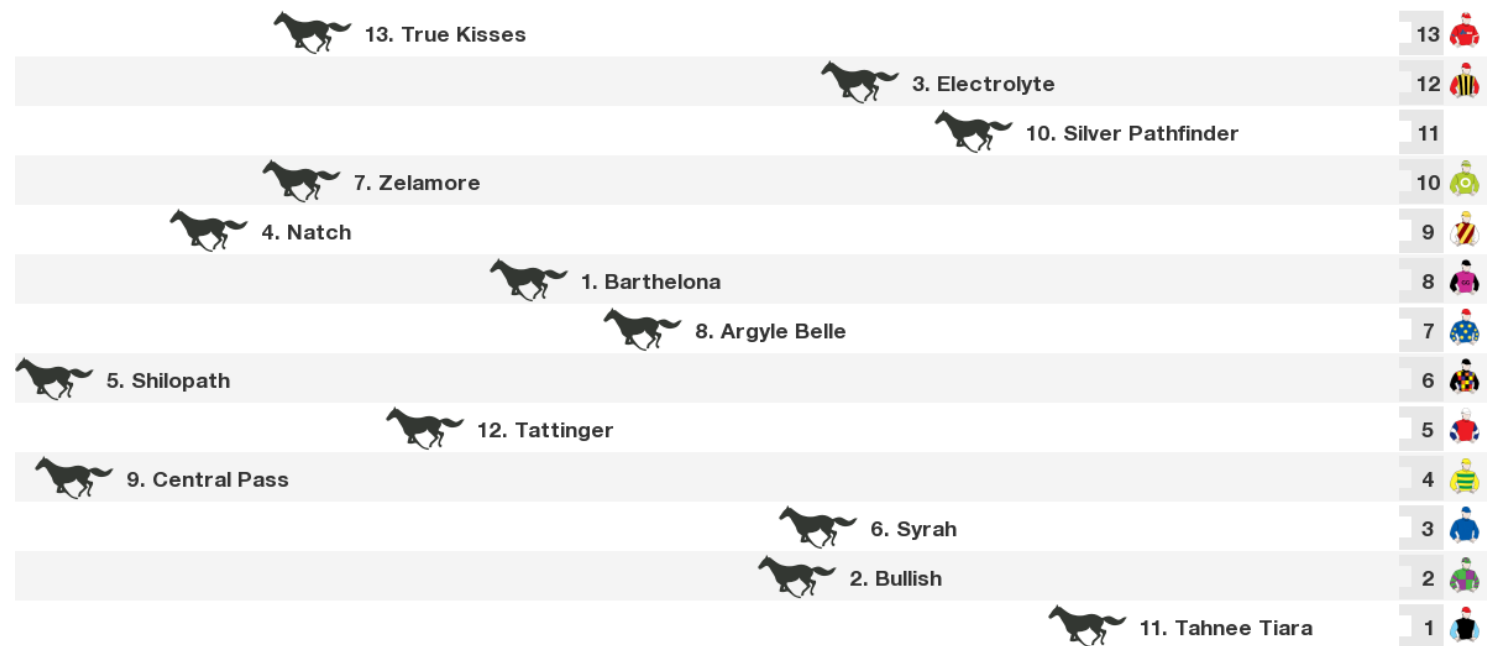 13. True Kisses 13
3. Electrolyte 12
10. Silver Pathfinder 11
7. Zelamore 10
4. Natch 9
1. Barthelona 8
8. Argyle Belle 7
5. Shilopath 6
12. Tattinger 5
9. Central Pass 4
6. Syrah 3
2. Bullish 2
11. Tahnee Tiara 1